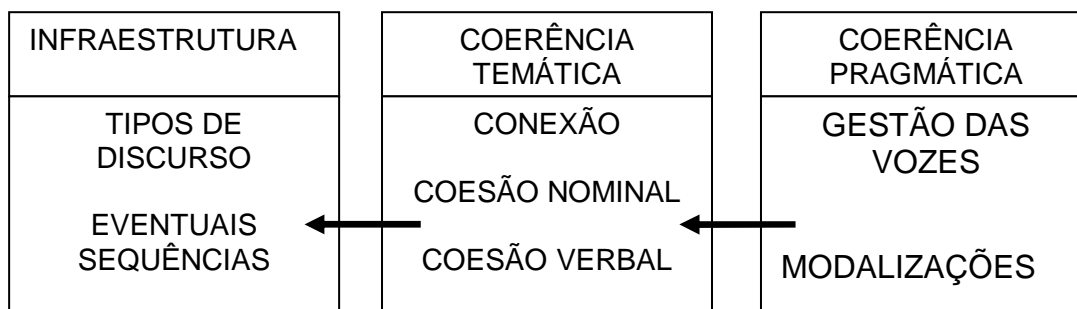 INFRAESTRUTURA
TIPOS DE
DISCURSO
EVENTUAIS
SEQUÊNCIAS
COERÊNCIA
TEMÁTICA
CONEXÃO
COESÃO NOMINAL
COESÃO VERBAL
COERÊNCIA
PRAGMÁTICA
GESTÃO DAS
VOZES
MODALIZAÇÕES